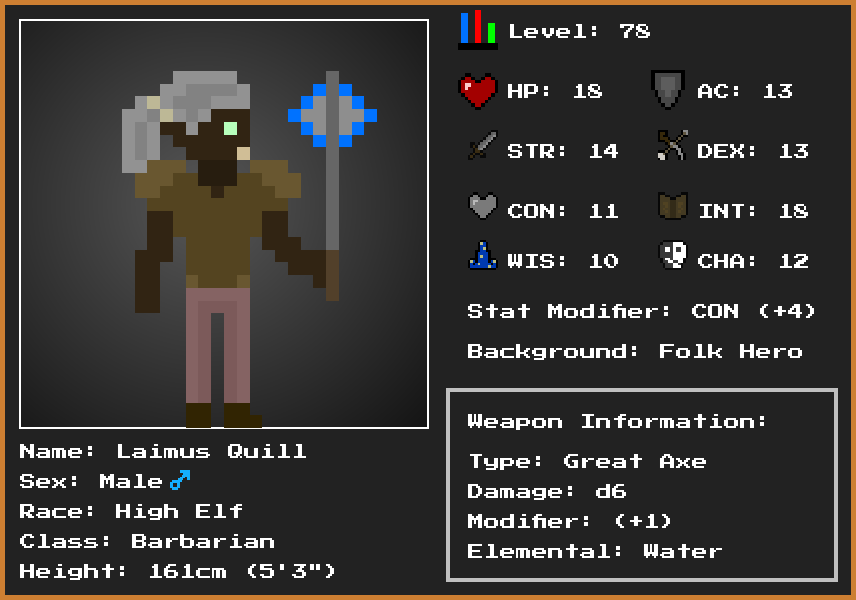 Level: 78
HP: 18 AC: 13
STR: 14 DEX: 13
CON: 11 INT: 18
WIS: 10 CHA: 12
Stat Modifier: CON (+4)
Background: Folk Hero
Weapon Information:
Type: Great Axe
Damage: d6
Modifier: (+1)
Elemental: Water
Name: Laimus Quill
Sex: Male ♂
Race: High Elf
Class: Barbarian
Height: 161cm (5'3")